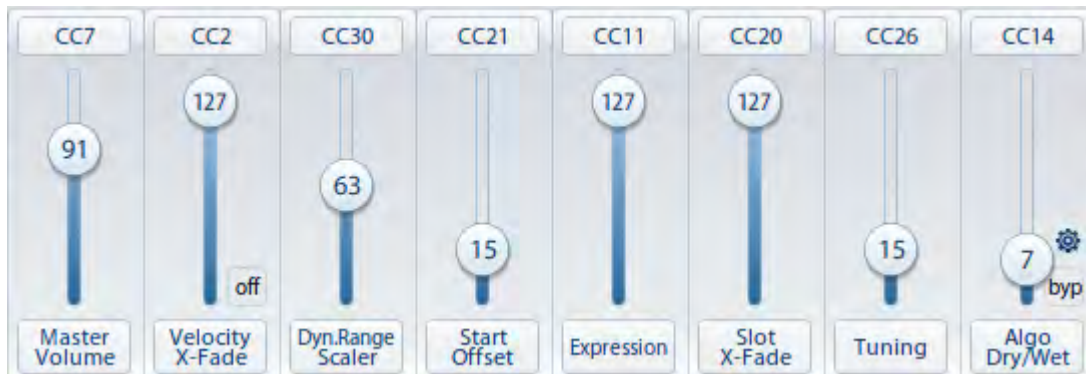 CC7 CC2 CC30 CC21 CC11 CC20 CC26 CC14
127 127 127
91
63
15 15
7
off byp
Master Velocity Dyn.Range Start Expression Slot Tuning Algo
Volume X-Fade Scaler Offset X-Fade Dry/Wet